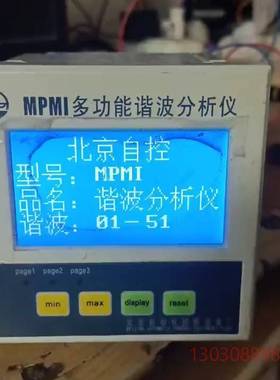 MPMI多功能谐波分析仪
北京自控
型号: MPMI
品名: 谐波分析仪
谐波: 01-51
page1 page2 page3
min max display reset